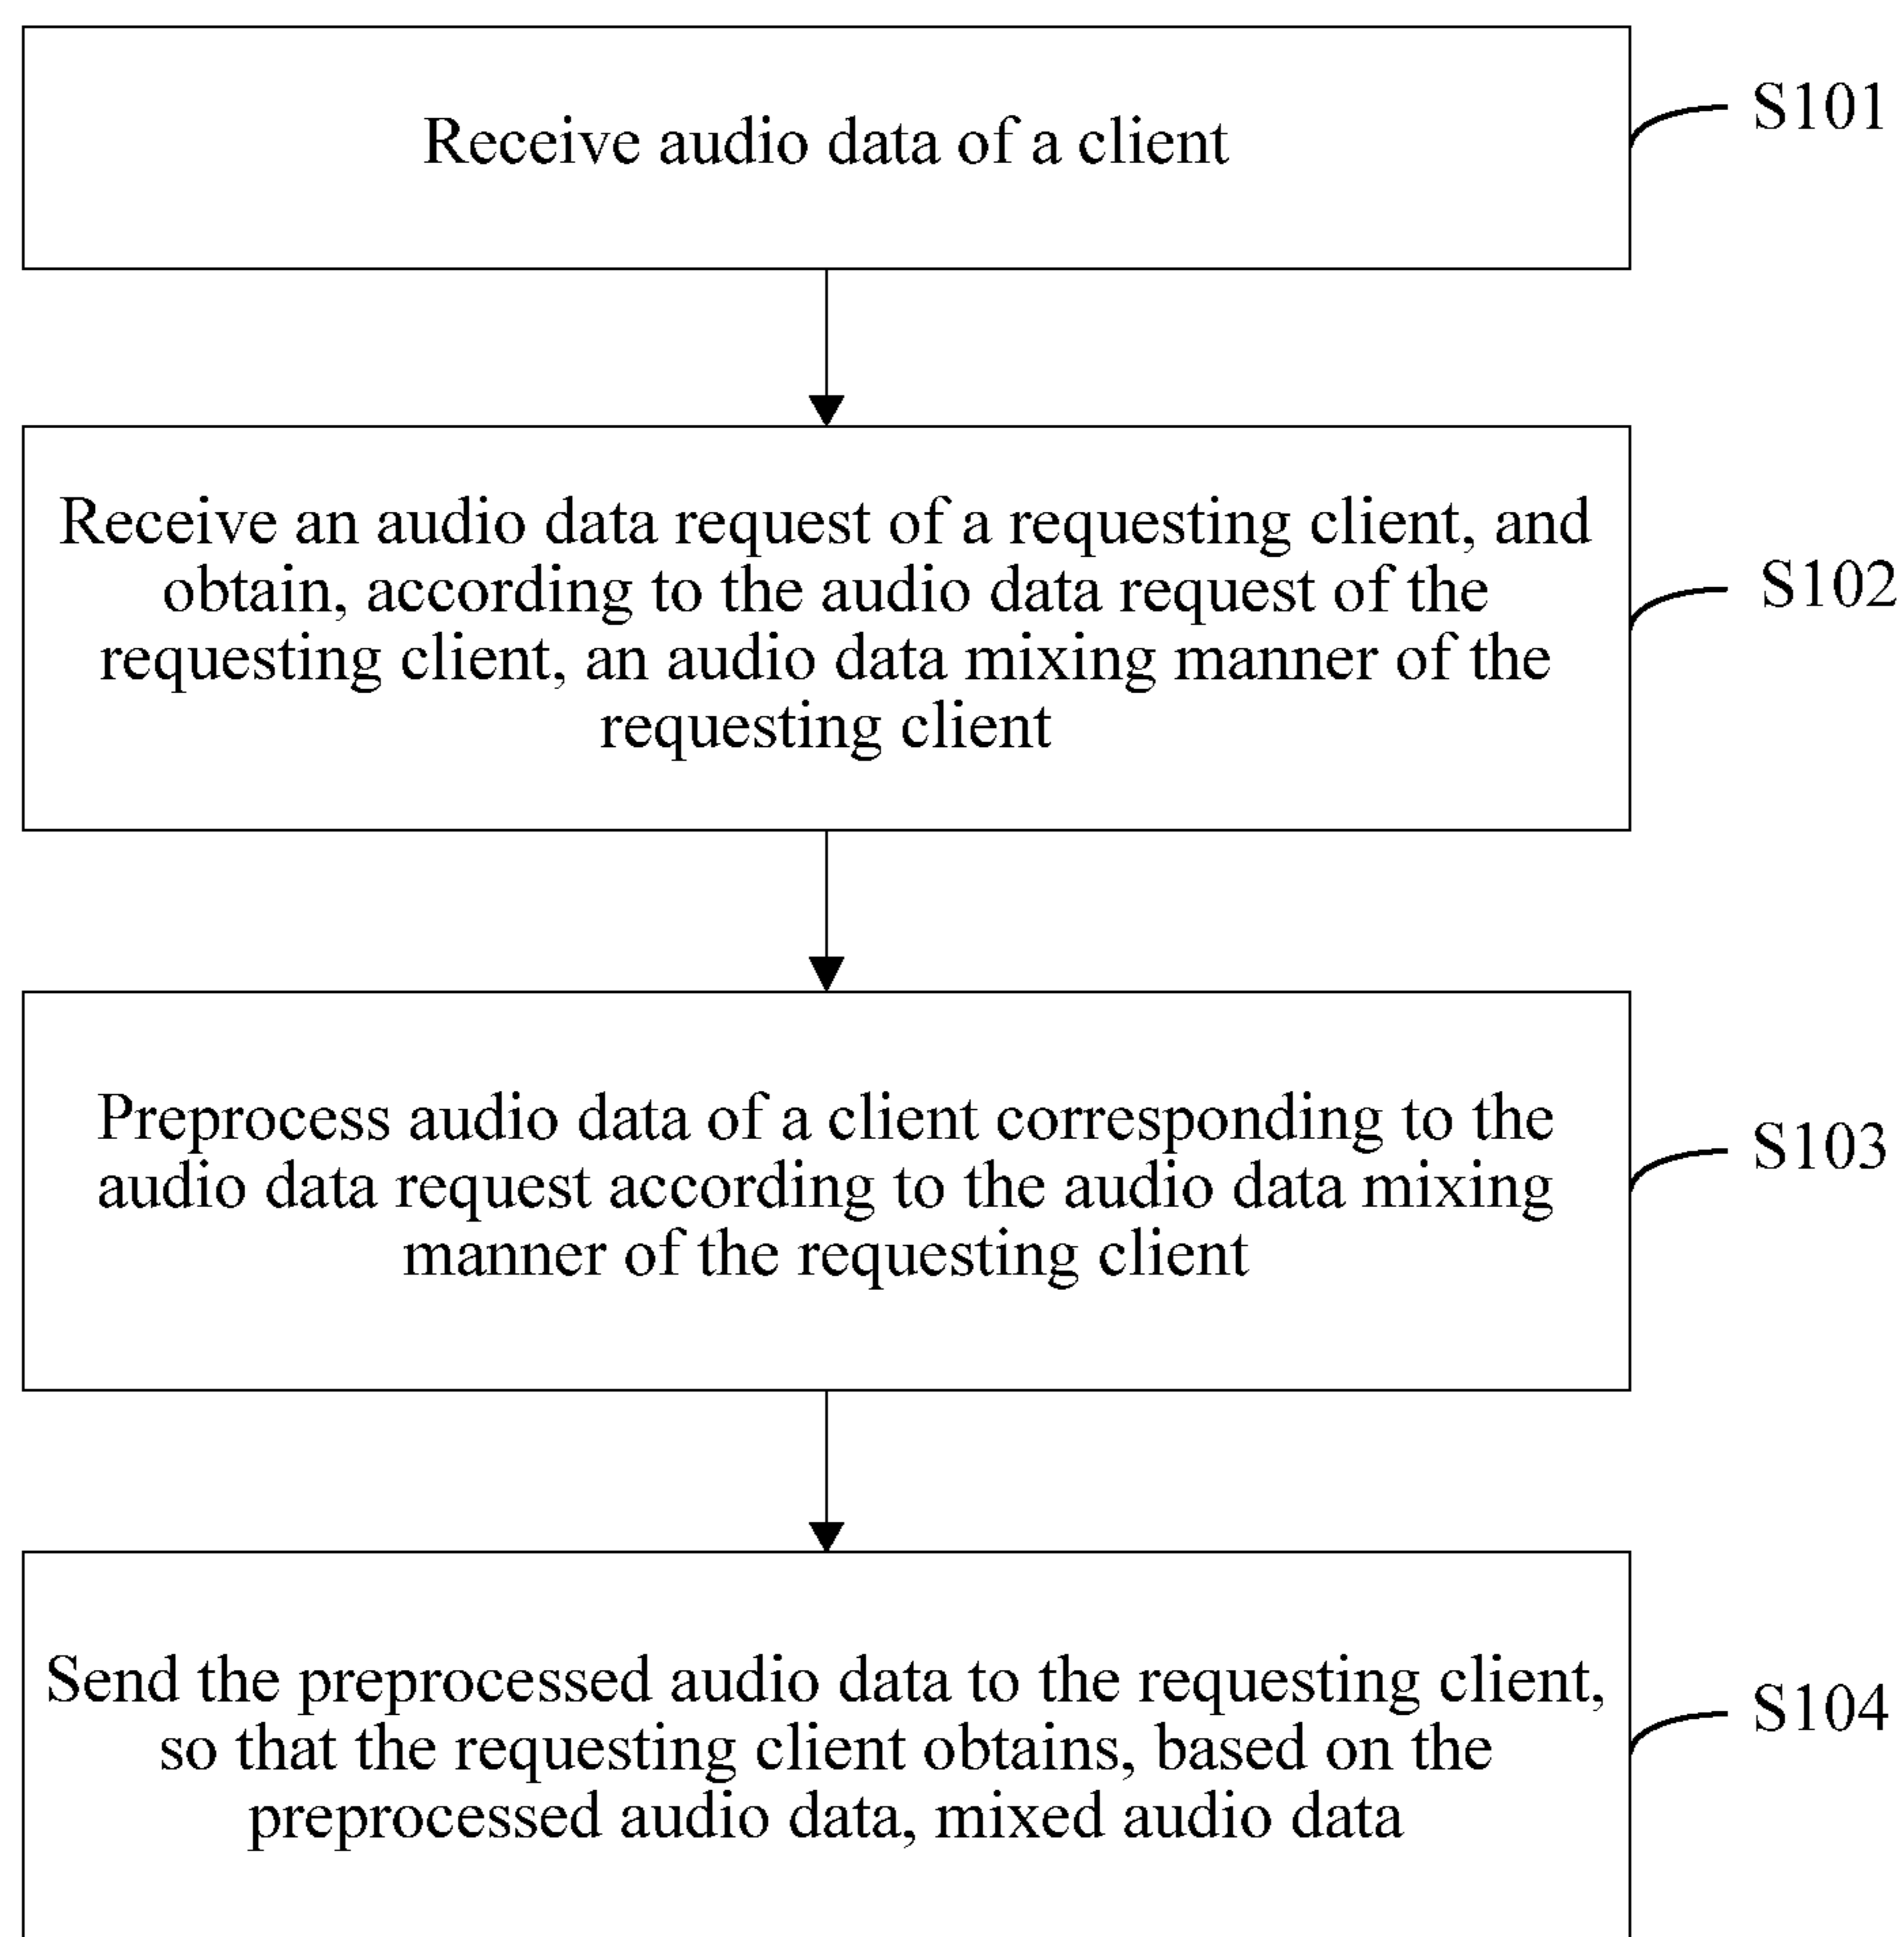 Receive audio data of a client
S101
Receive an audio data request of a requesting client, and
obtain, according to the audio data request of the
requesting client, an audio data mixing manner of the
requesting client
S102
Preprocess audio data of a client corresponding to the
audio data request according to the audio data mixing
manner of the requesting client
S103
Send the preprocessed audio data to the requesting client,
so that the requesting client obtains, based on the
preprocessed audio data, mixed audio data
S104